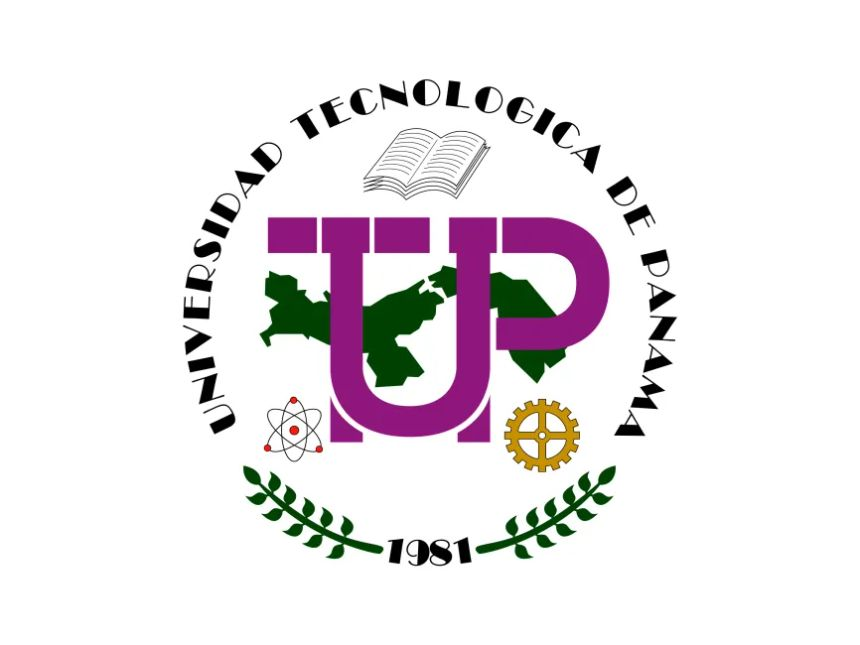 UNIVERSIDAD TECNOLOGICA DE PANAMA
UTP
1981